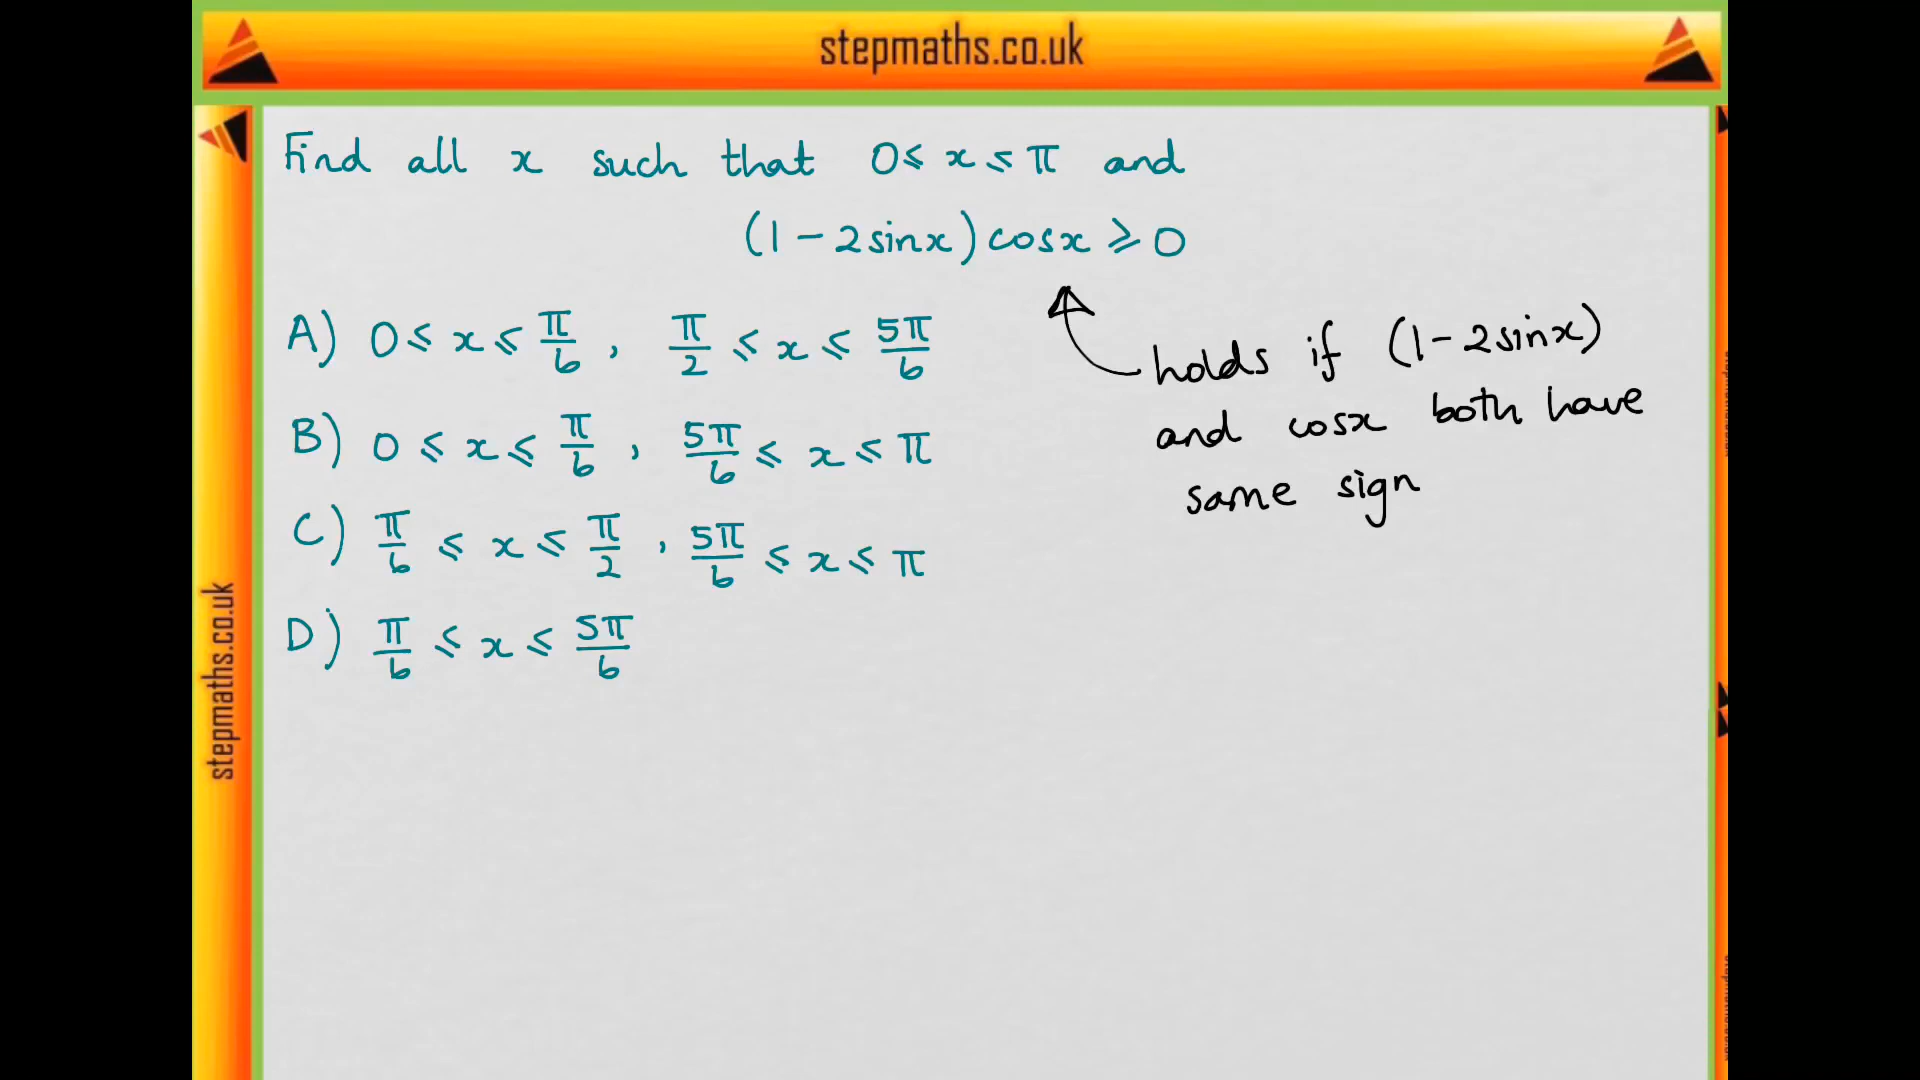 stepmaths.co.uk
Find all x such that 0 ⩽ x ⩽ π and
(1 - 2sinx) cosx ⩾ 0
A) 0 ⩽ x ⩽ π/6 , π/2 ⩽ x ⩽ 5π/6
B) 0 ⩽ x ⩽ π/6 , 5π/6 ⩽ x ⩽ π
C) π/6 ⩽ x ⩽ π/2 , 5π/6 ⩽ x ⩽ π
D) π/6 ⩽ x ⩽ 5π/6
holds if (1-2sinx)
and cosx both have
same sign
stepmaths.co.uk